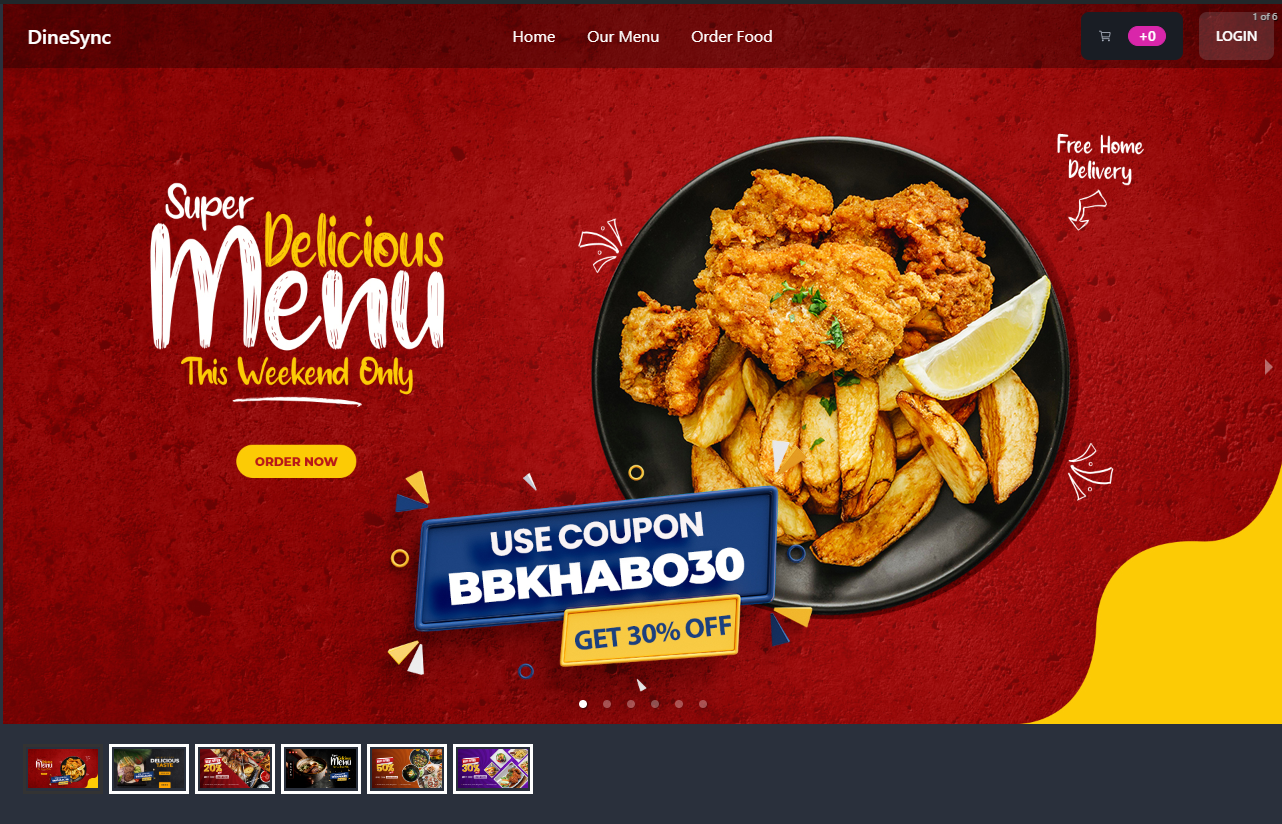 DineSync
Home
Our Menu
Order Food
+0
LOGIN
1 of 6
Super
Delicious
Menu
This Weekend Only
ORDER NOW
Free Home
Delivery
USE COUPON
BBKHABO30
GET 30% OFF
Menu
DELICIOUS
TASTE
20%
Menu
50%
30%